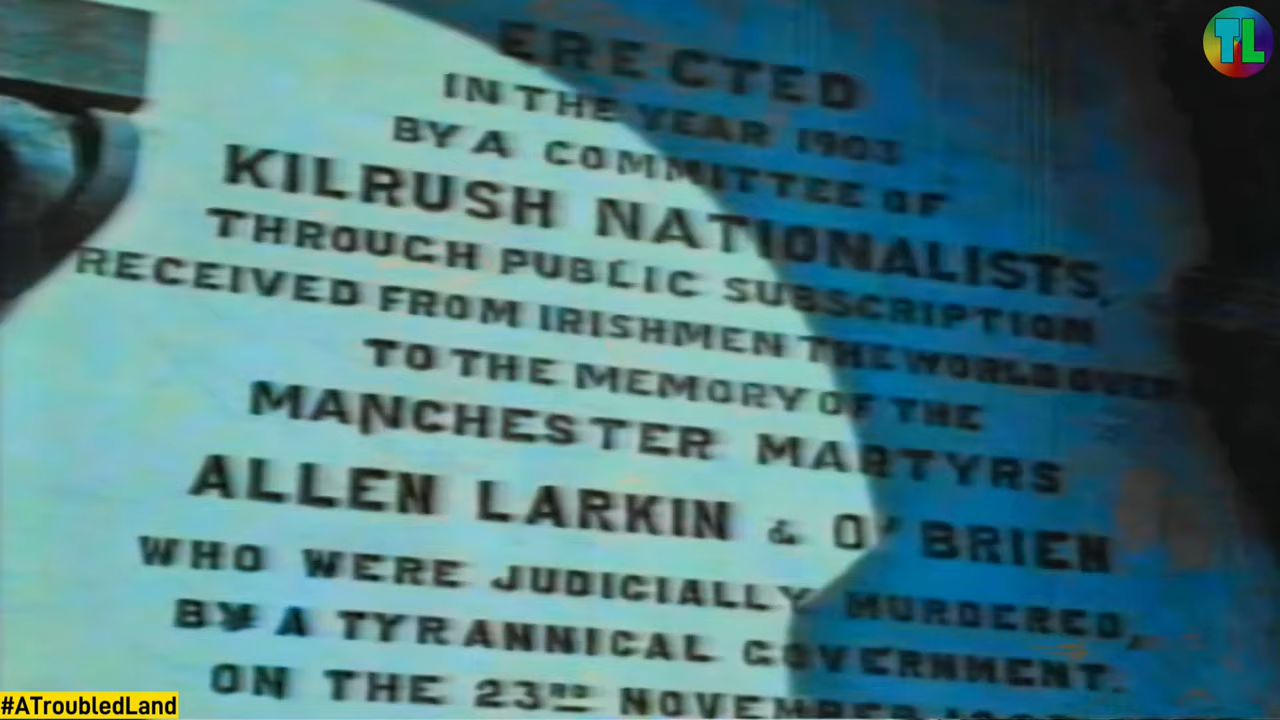 TL
ERECTED
IN THE YEAR 1903
BY A COMMITTEE OF
KILRUSH NATIONALISTS,
THROUGH PUBLIC SUBSCRIPTION
RECEIVED FROM IRISHMEN THE WORLD OVER
TO THE MEMORY OF THE
MANCHESTER MARTYRS
ALLEN LARKIN & O'BRIEN
WHO WERE JUDICIALLY MURDERED,
BY A TYRANNICAL GOVERNMENT.
ON THE 23RD NOVEMBER
#ATroubledLand